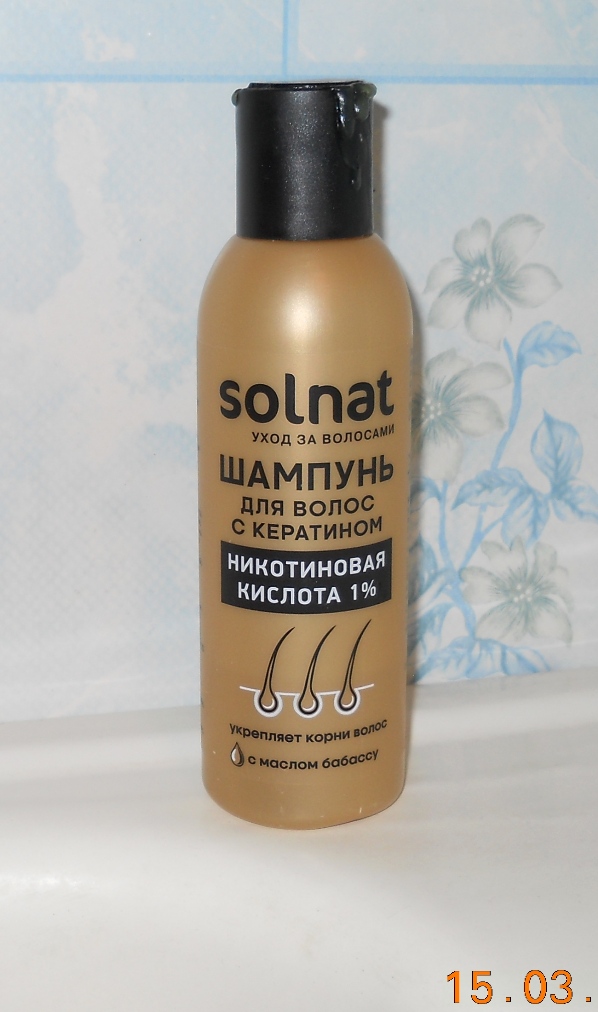 solnat
УХОД ЗА ВОЛОСАМИ
ШАМПУНЬ
ДЛЯ ВОЛОС
С КЕРАТИНОМ
НИКОТИНОВАЯ
КИСЛОТА 1%
укрепляет корни волос
с маслом бабассу
15.03.